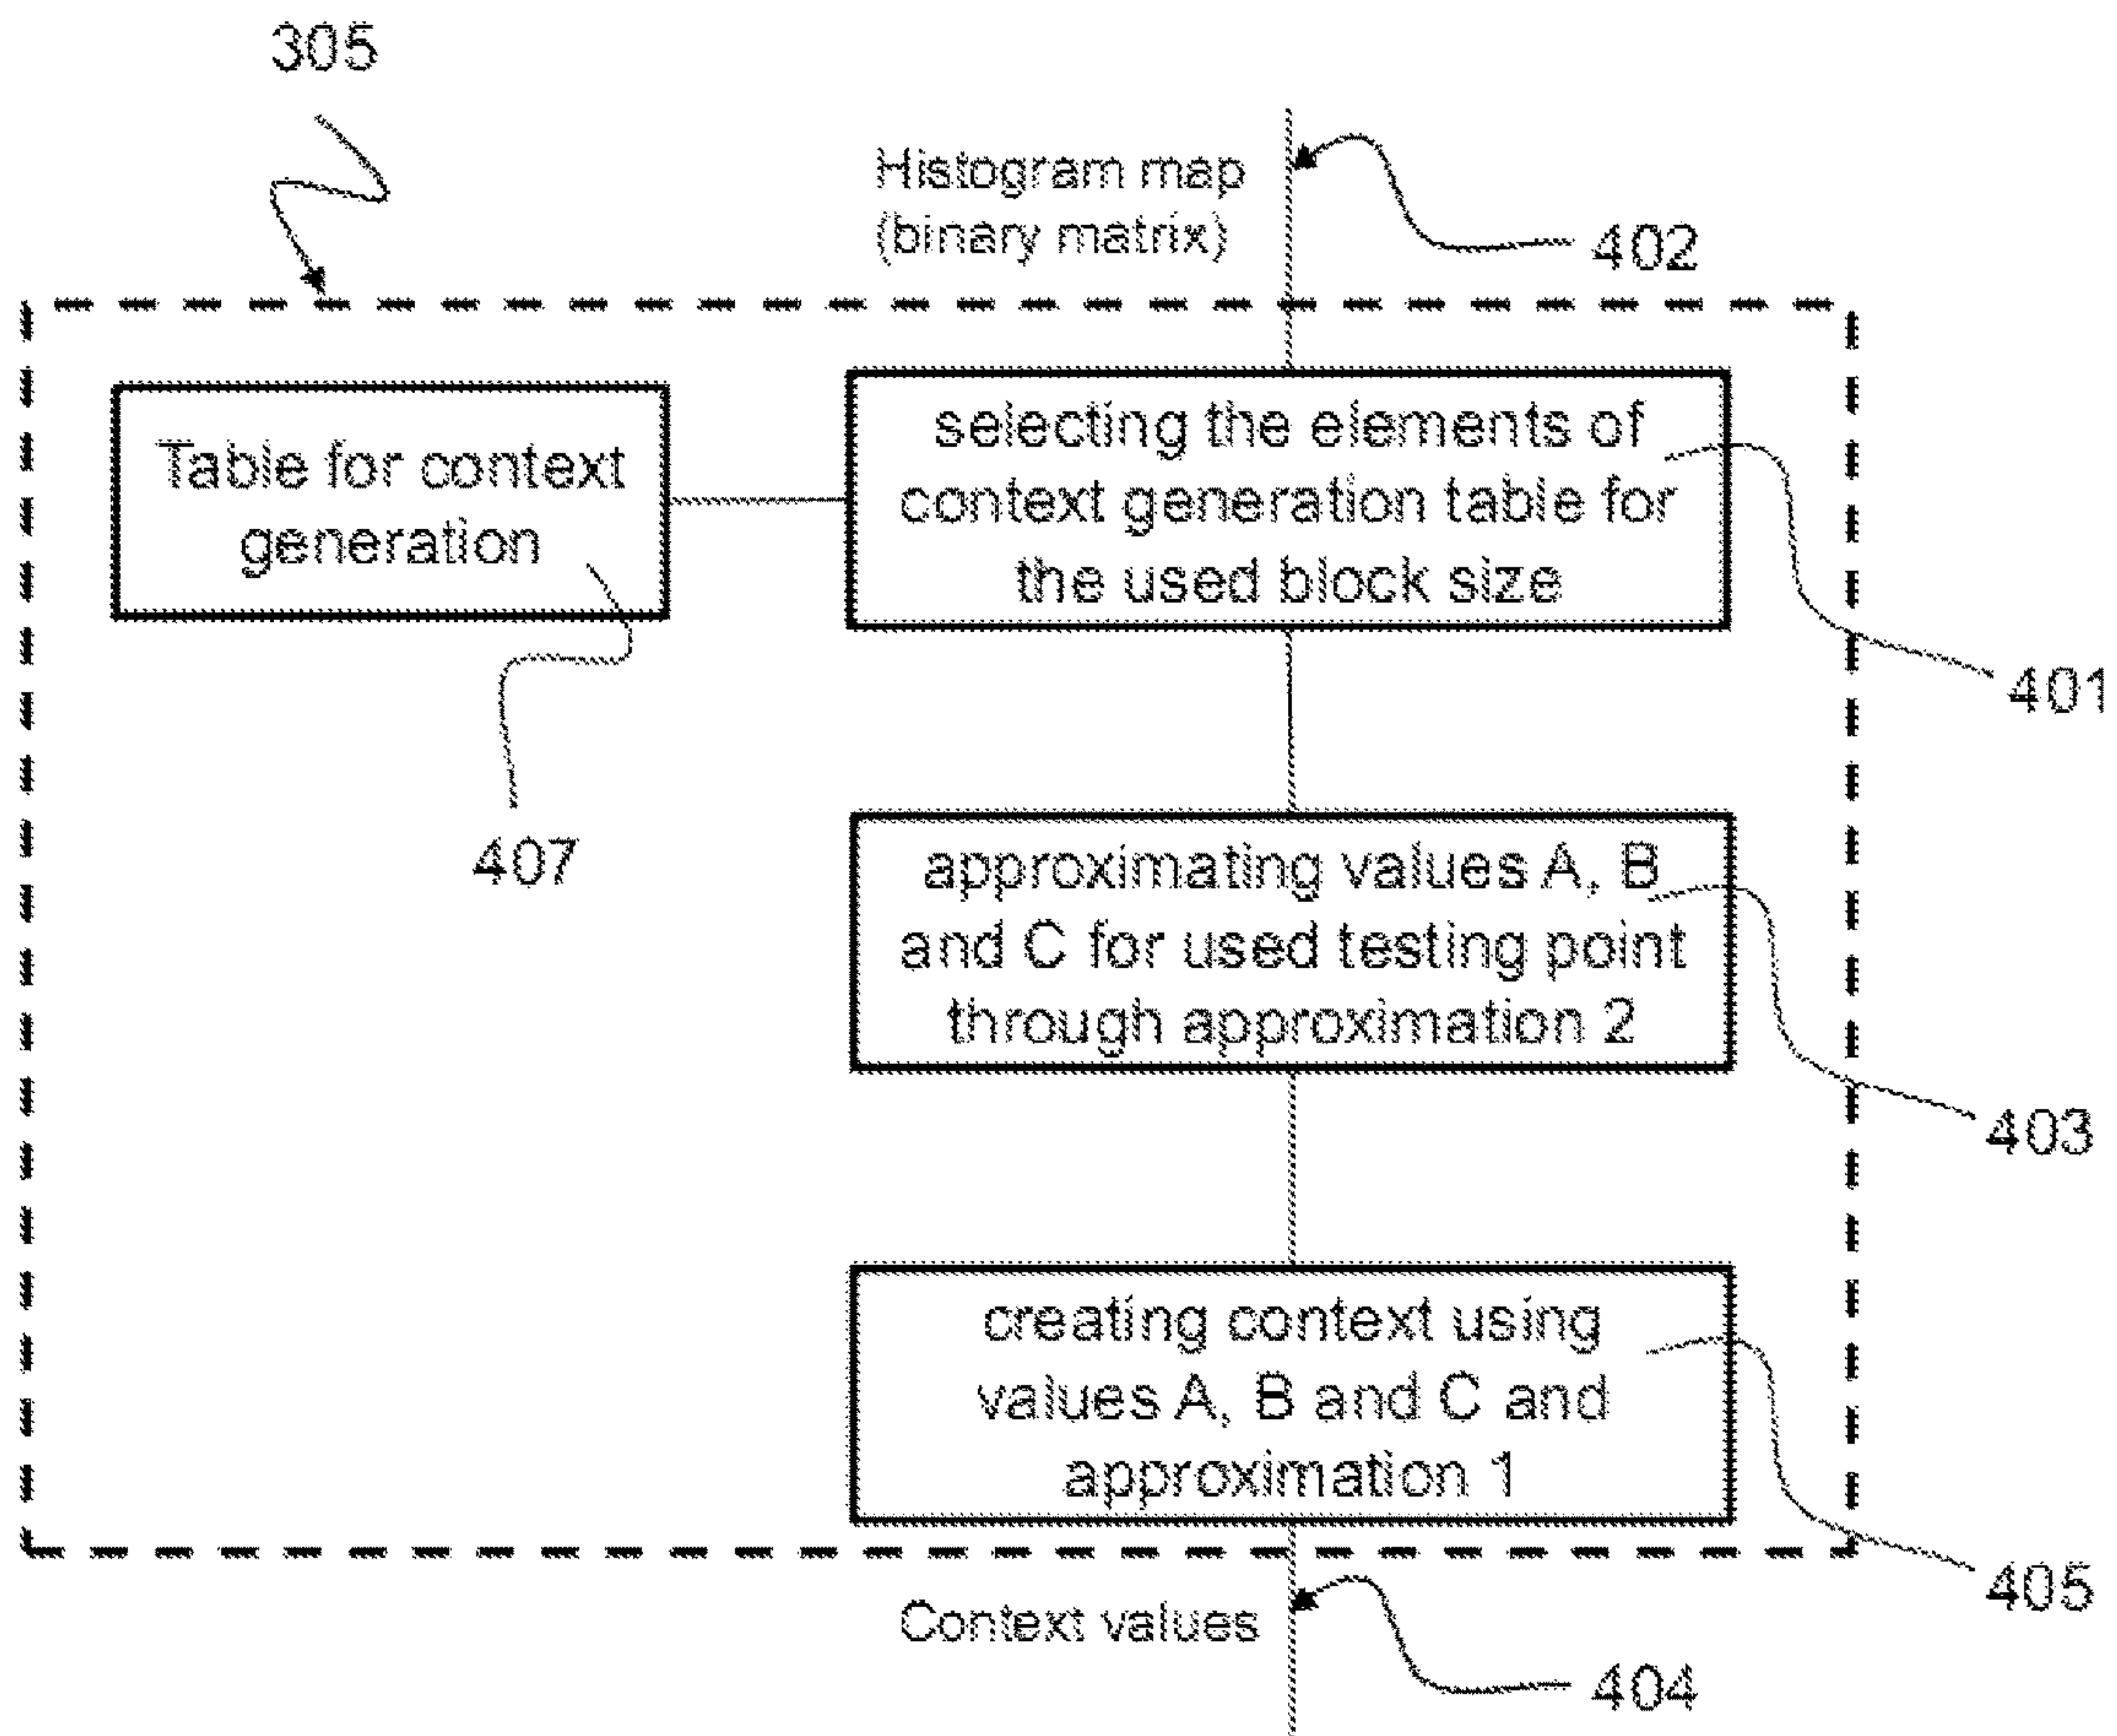 305
Histogram map
(binary matrix)
402
Table for context
generation
selecting the elements of
context generation table for
the used block size
401
407
approximating values A, B
and C for used testing point
through approximation 2
403
creating context using
values A, B and C and
approximation 1
405
Context values
404